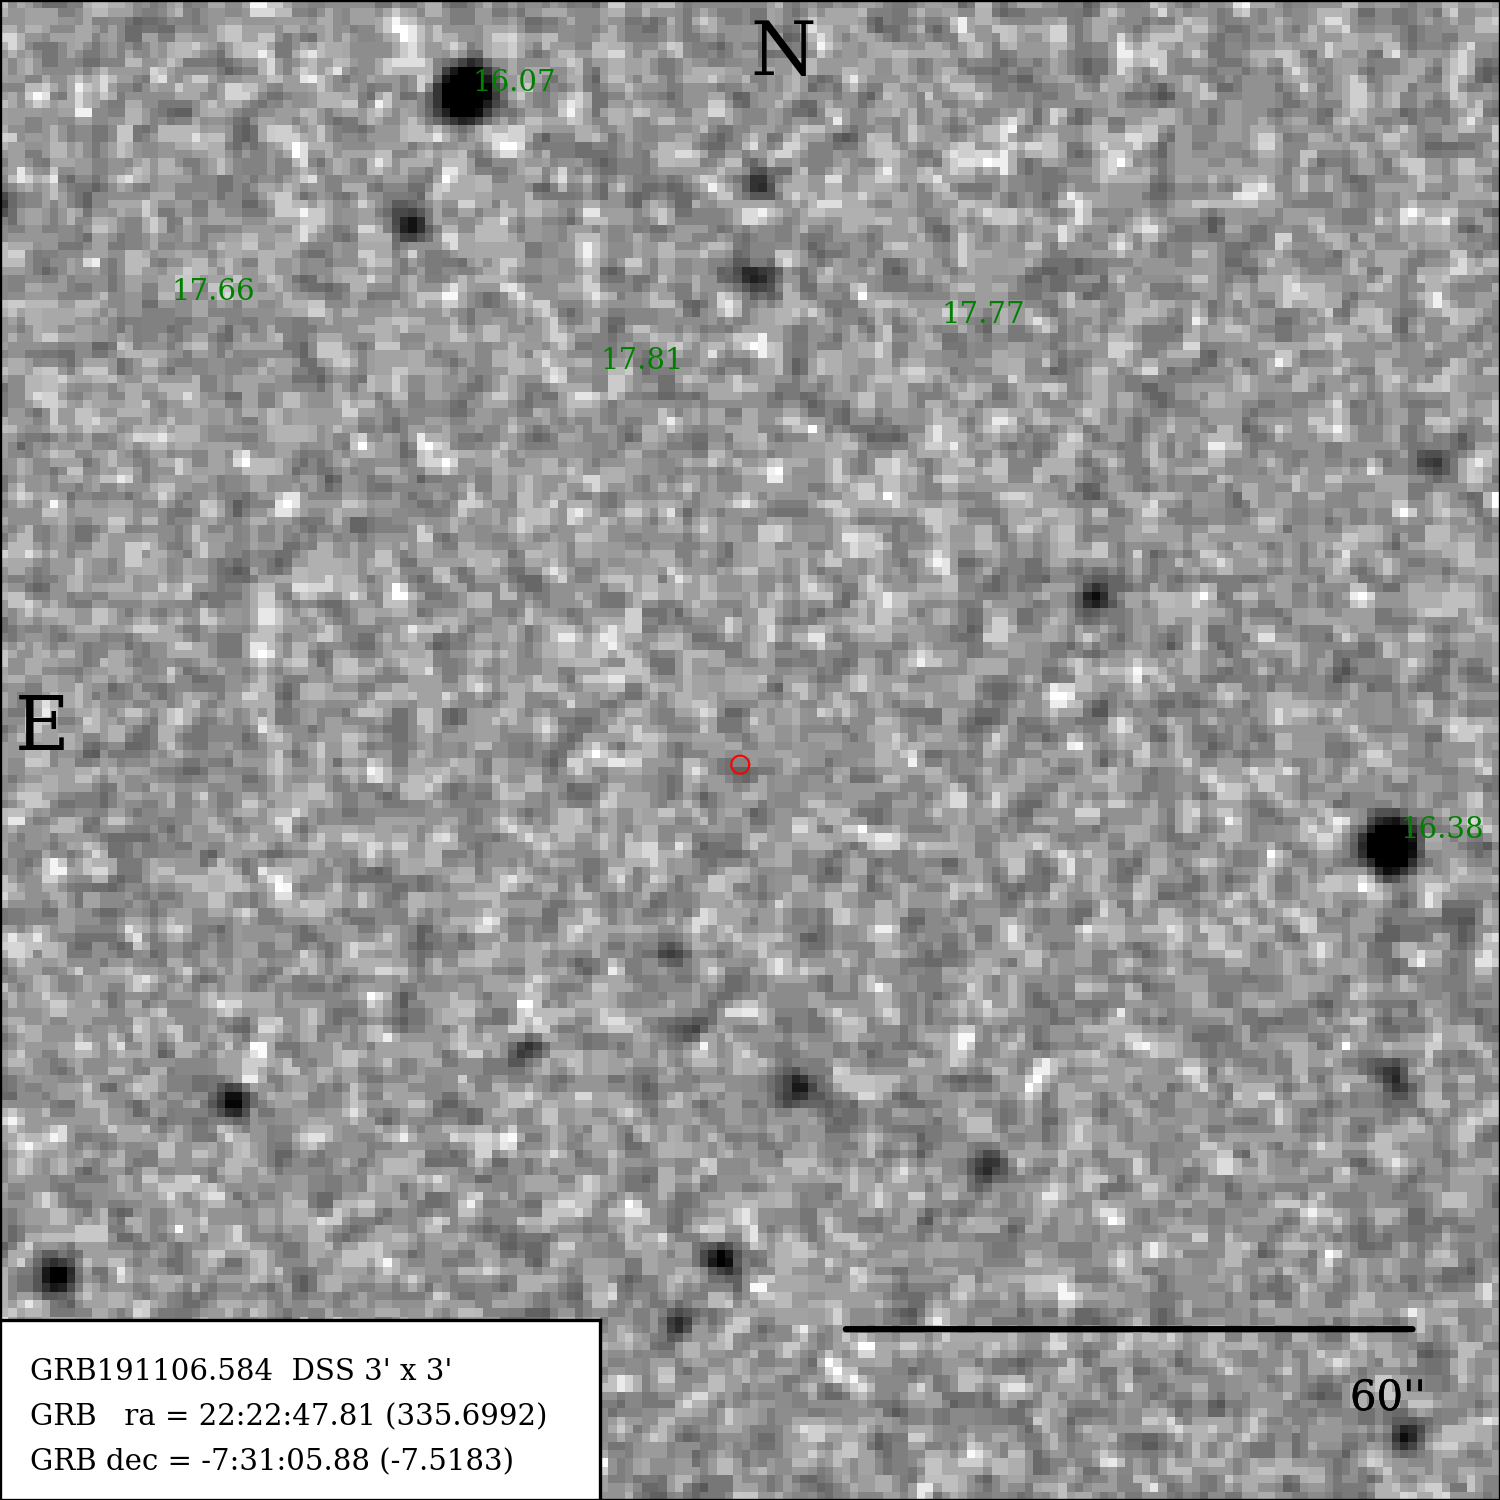 N
16.07
17.66
17.77
17.81
E
16.38
60"
GRB191106.584 DSS 3' x 3'
GRB ra = 22:22:47.81 (335.6992)
GRB dec = -7:31:05.88 (-7.5183)